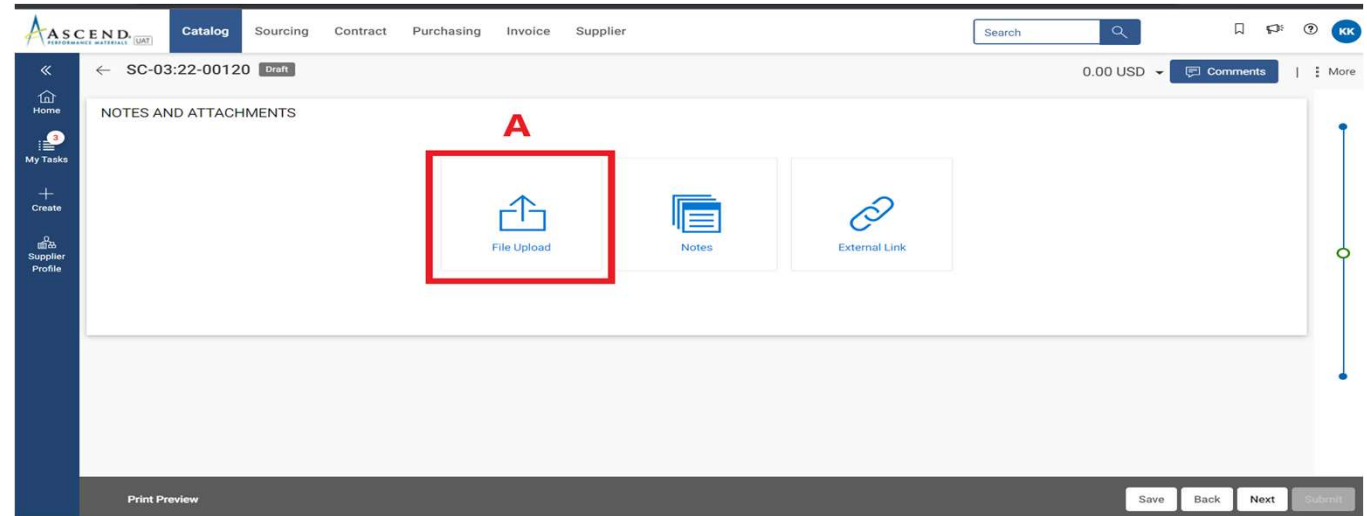 ASCEND
PERFORMANCE MATERIALS UAT
Catalog Sourcing Contract Purchasing Invoice Supplier Search KK
SC-03:22-00120 Draft 0.00 USD Comments | More
Home
NOTES AND ATTACHMENTS
A
3
My Tasks
Create
File Upload Notes External Link
Supplier
Profile
Print Preview Save Back Next Submit